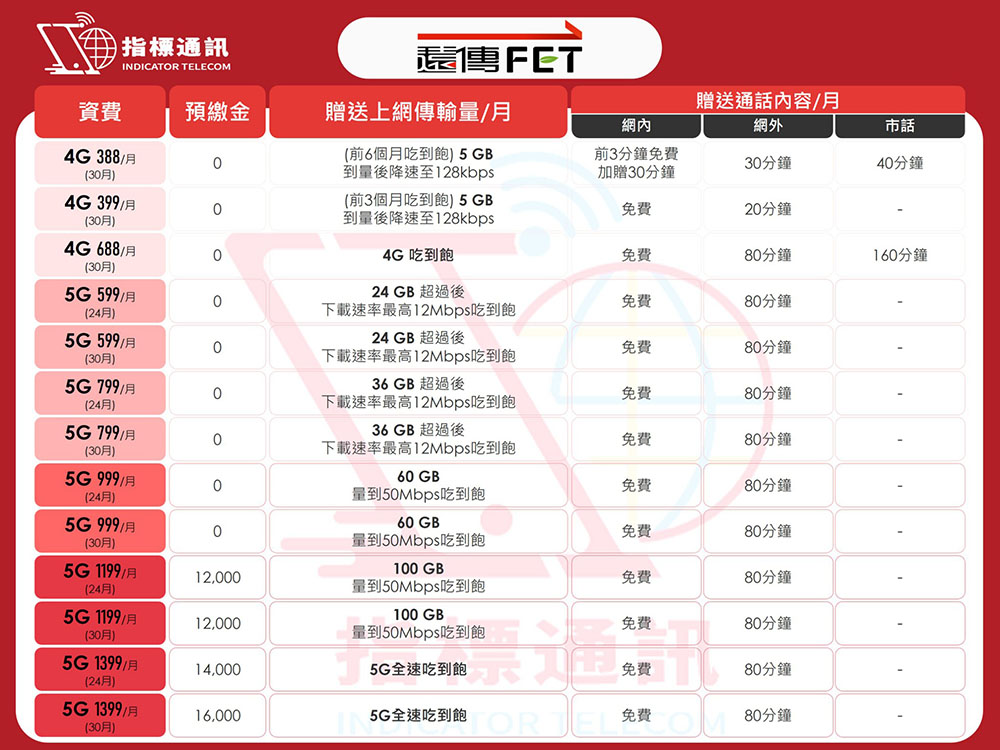 指標通訊
INDICATOR TELECOM
遠傳FET
資費 預繳金 贈送上網傳輸量/月 贈送通話內容/月
網內 網外 市話
4G 388/月
(30月)
0
(前6個月吃到飽) 5 GB
到量後降速至128kbps
前3分鐘免費
加贈30分鐘
30分鐘
40分鐘
4G 399/月
(30月)
0
(前3個月吃到飽) 5 GB
到量後降速至128kbps
免費
20分鐘
-
4G 688/月
(30月)
0
4G 吃到飽
免費
80分鐘
160分鐘
5G 599/月
(24月)
0
24 GB 超過後
下載速率最高12Mbps吃到飽
免費
80分鐘
-
5G 599/月
(30月)
0
24 GB 超過後
下載速率最高12Mbps吃到飽
免費
80分鐘
-
5G 799/月
(24月)
0
36 GB 超過後
下載速率最高12Mbps吃到飽
免費
80分鐘
-
5G 799/月
(30月)
0
36 GB 超過後
下載速率最高12Mbps吃到飽
免費
80分鐘
-
5G 999/月
(24月)
0
60 GB
量到50Mbps吃到飽
免費
80分鐘
-
5G 999/月
(30月)
0
60 GB
量到50Mbps吃到飽
免費
80分鐘
-
5G 1199/月
(24月)
12,000
100 GB
量到50Mbps吃到飽
免費
80分鐘
-
5G 1199/月
(30月)
12,000
100 GB
量到50Mbps吃到飽
免費
80分鐘
-
5G 1399/月
(24月)
14,000
5G全速吃到飽
免費
80分鐘
-
5G 1399/月
(30月)
16,000
5G全速吃到飽
免費
80分鐘
-
指標通訊
INDICATOR TELECOM